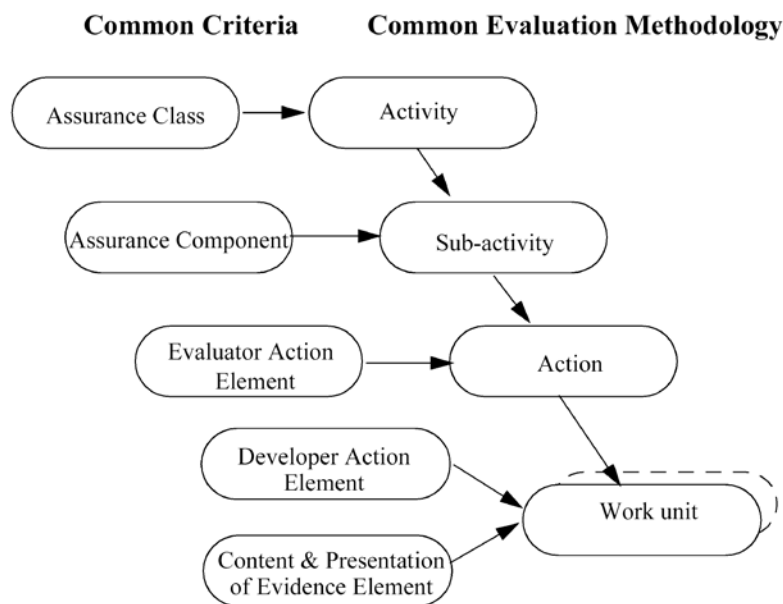 Common Criteria
Common Evaluation Methodology
Assurance Class
Activity
Assurance Component
Sub-activity
Evaluator Action
Element
Action
Developer Action
Element
Work unit
Content & Presentation
of Evidence Element